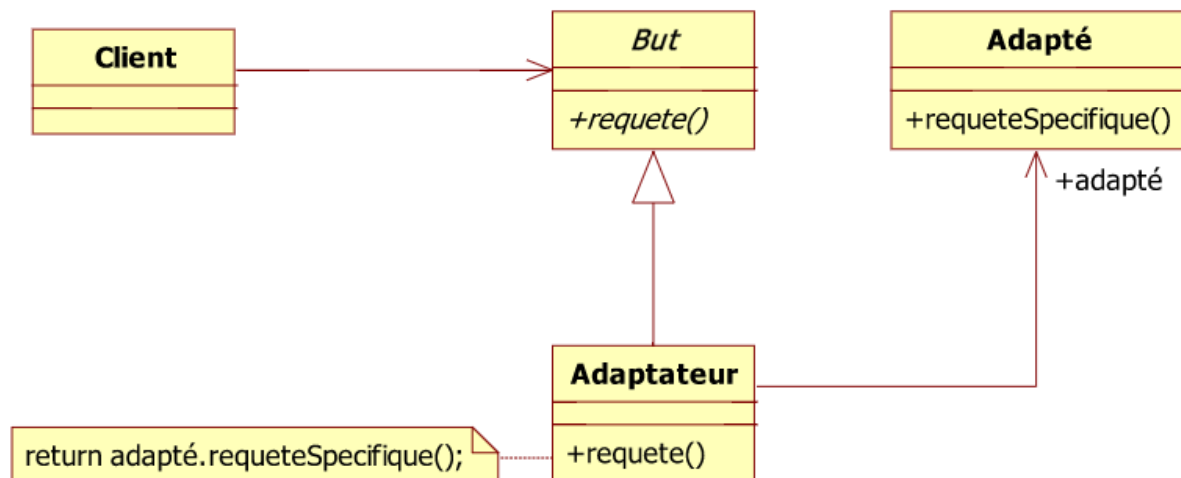 Client
But
+requete()
Adapté
+requeteSpecifique()
+adapté
Adaptateur
+requete()
return adapté.requeteSpecifique();